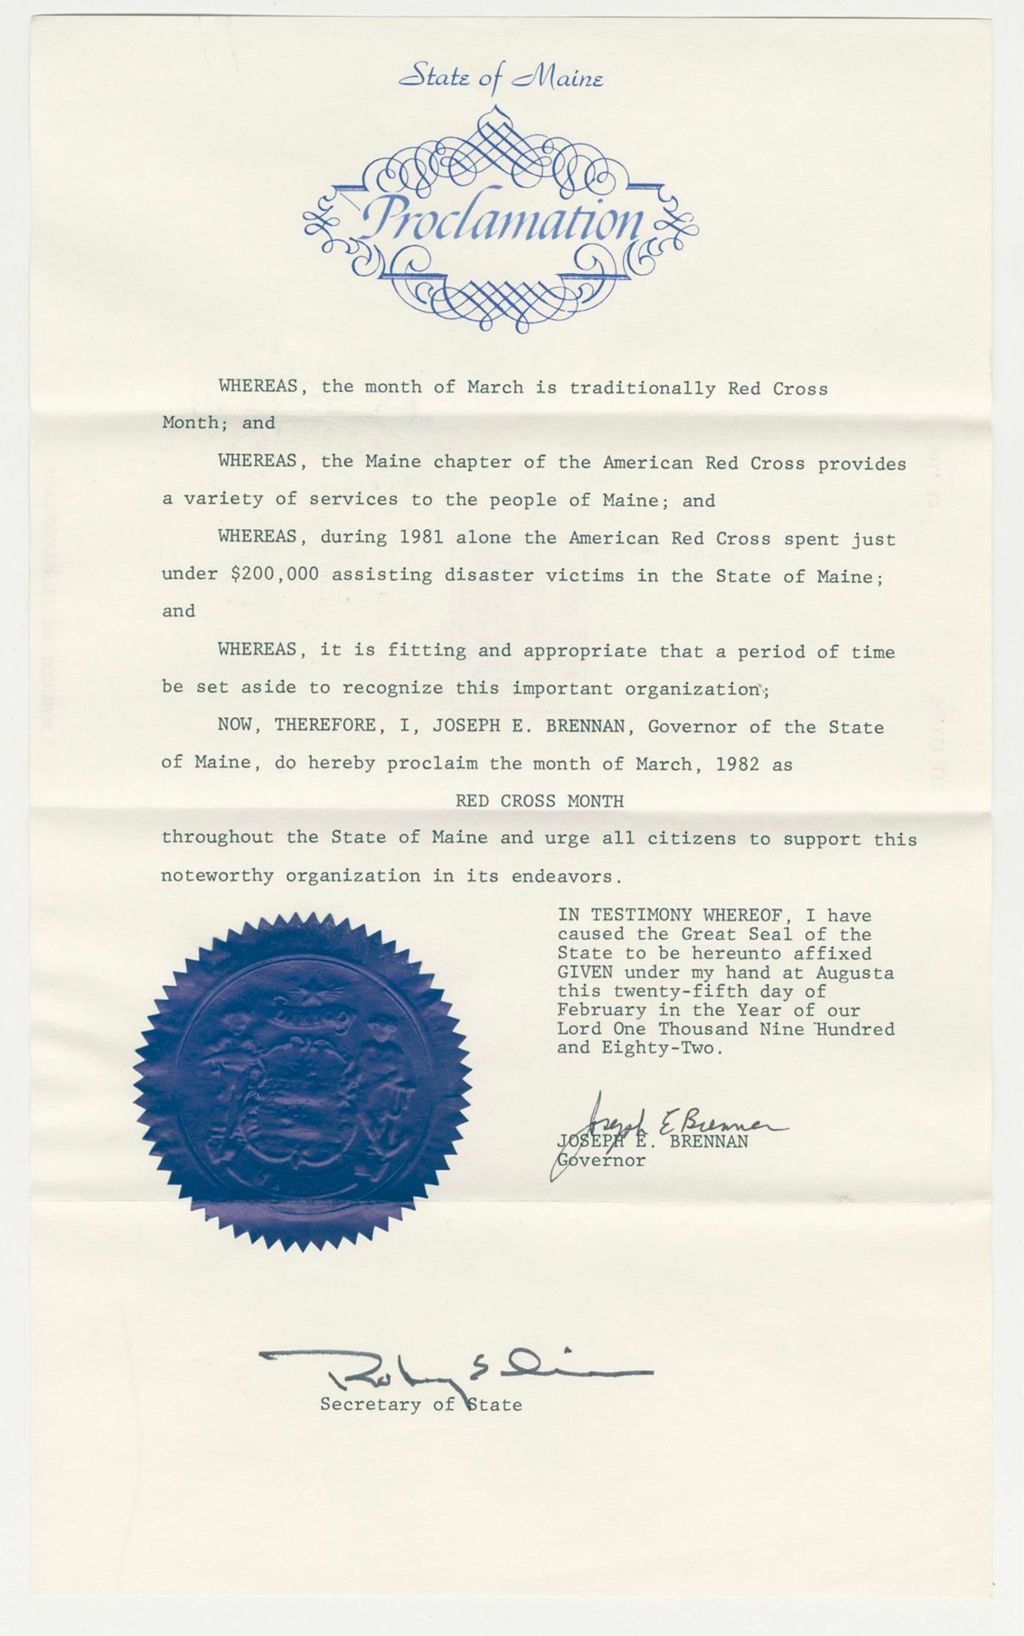 State of Maine
Proclamation
WHEREAS, the month of March is traditionally Red Cross
Month; and
WHEREAS, the Maine chapter of the American Red Cross provides
a variety of services to the people of Maine; and
WHEREAS, during 1981 alone the American Red Cross spent just
under $200,000 assisting disaster victims in the State of Maine;
and
WHEREAS, it is fitting and appropriate that a period of time
be set aside to recognize this important organization;
NOW, THEREFORE, I, JOSEPH E. BRENNAN, Governor of the State
of Maine, do hereby proclaim the month of March, 1982 as
RED CROSS MONTH
throughout the State of Maine and urge all citizens to support this
noteworthy organization in its endeavors.
IN TESTIMONY WHEREOF, I have
caused the Great Seal of the
State to be hereunto affixed
GIVEN under my hand at Augusta
this twenty-fifth day of
February in the Year of our
Lord One Thousand Nine Hundred
and Eighty-Two.
Joseph E Brennan
JOSEPH E. BRENNAN
Governor
Secretary of State